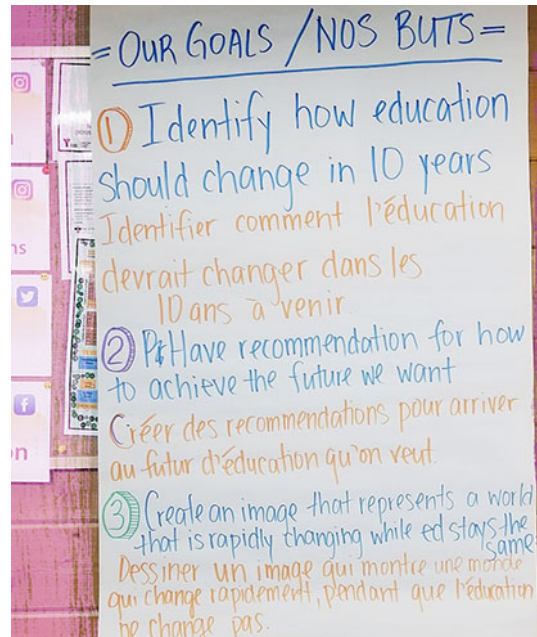 = OUR GOALS / NOS BUTS =
① Identify how education
should change in 10 years
Identifier comment l'éducation
devrait changer dans les
10 ans à venir
② Have recommendation for how
to achieve the future we want
Créer des recommendations pour arriver
au futur d'éducation qu'on veut.
③ Create an image that represents a world
that is rapidly changing while ed stays the
same
Dessiner un image qui montre une monde
qui change rapidement, pendant que l'éducation
ne change pas.
ns
on